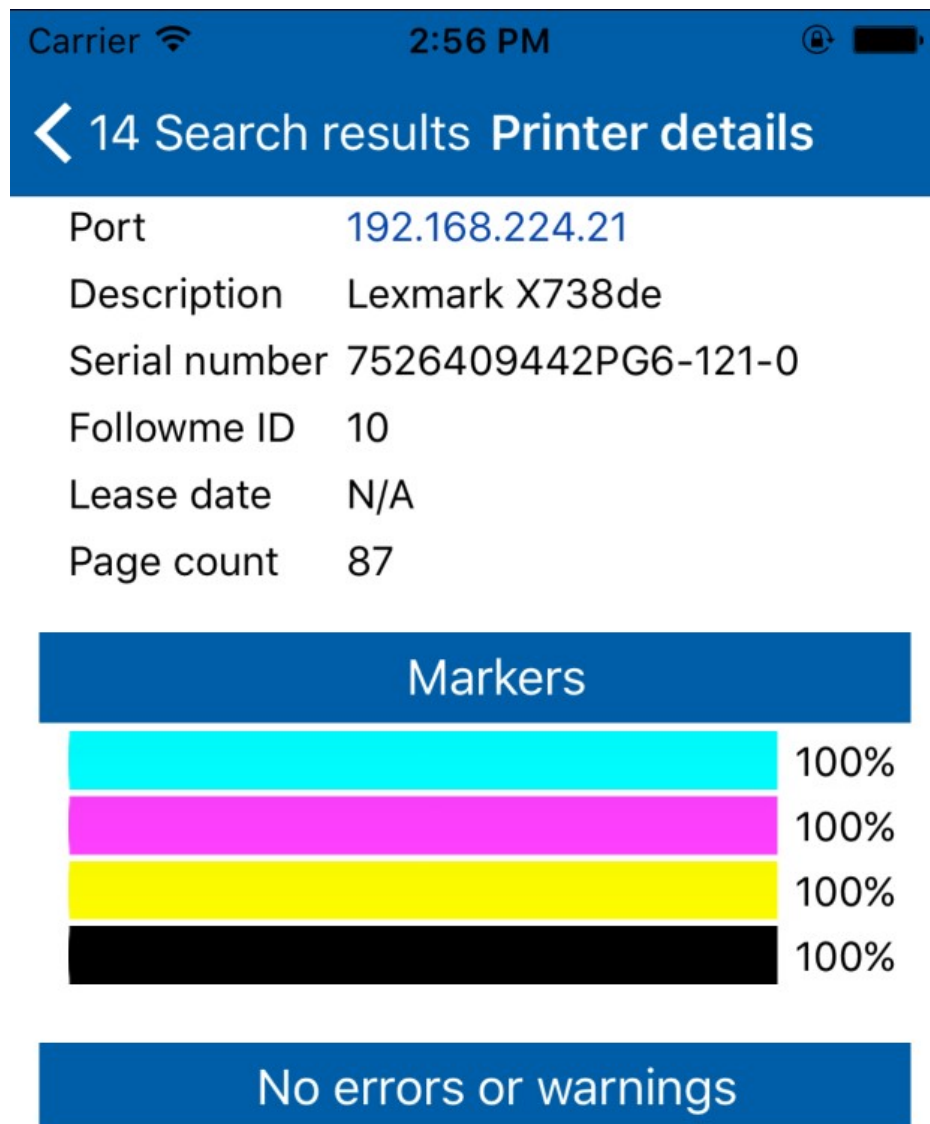 Carrier 2:56 PM
14 Search results Printer details
Port 192.168.224.21
Description Lexmark X738de
Serial number 7526409442PG6-121-0
Followme ID 10
Lease date N/A
Page count 87
Markers
100%
100%
100%
100%
No errors or warnings